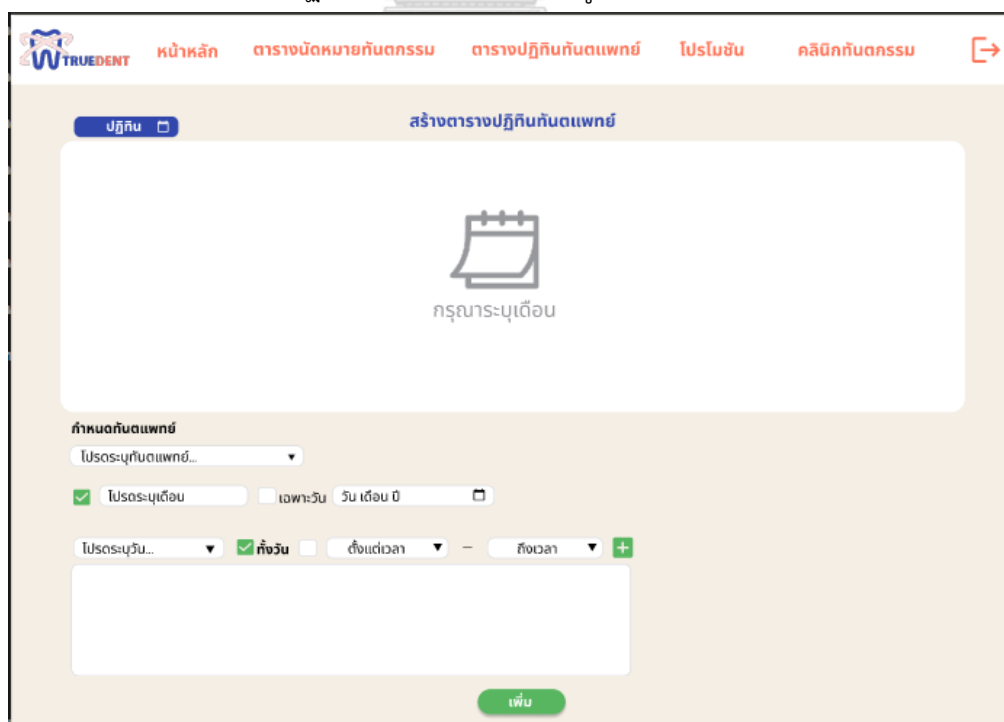 TRUEDENT หน้าหลัก ตารางนัดหมายทันตกรรม ตารางปฏิทินทันตแพทย์ โปรโมชัน คลินิกทันตกรรม
ปฏิทิน สร้างตารางปฏิทินทันตแพทย์
กรุณาระบุเดือน
กำหนดทันตแพทย์
โปรดระบุทันตแพทย์...
โปรดระบุเดือน เฉพาะวัน วัน เดือน ปี
โปรดระบุวัน... ทั้งวัน ตั้งแต่เวลา – ถึงเวลา
เพิ่ม